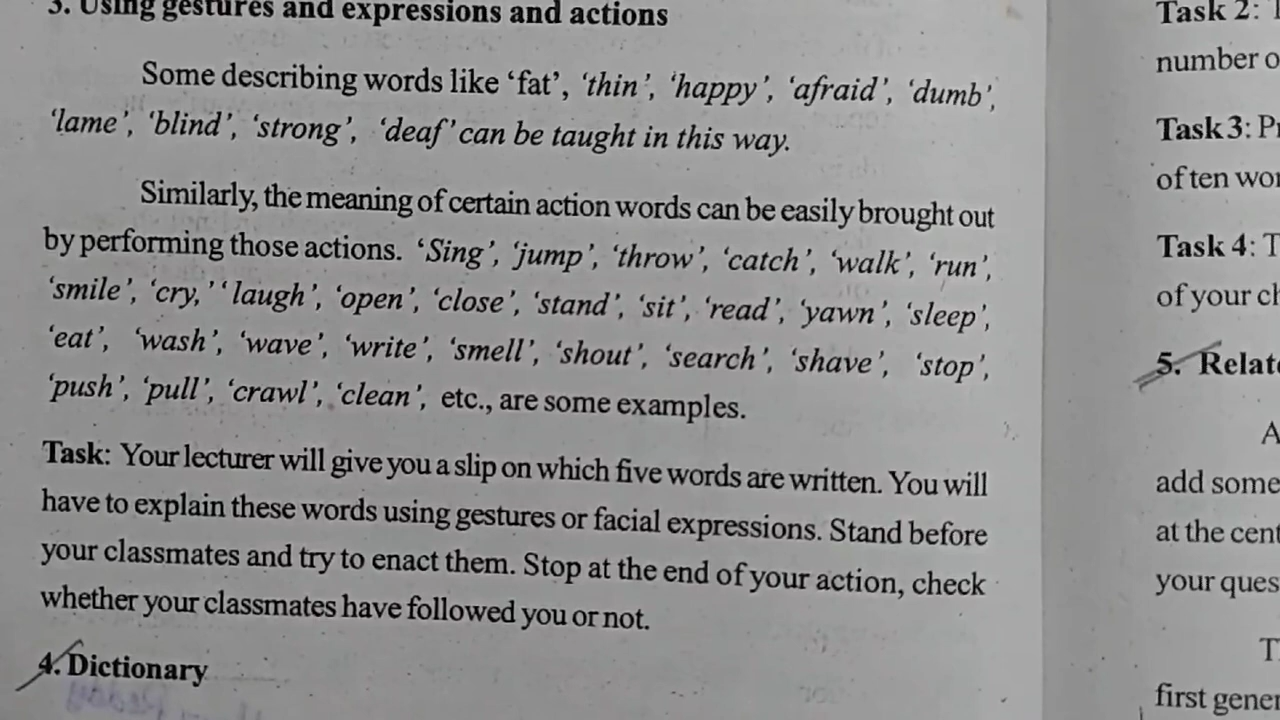 3. Using gestures and expressions and actions
Some describing words like ‘fat’, ‘thin’, ‘happy’, ‘afraid’, ‘dumb’,
‘lame’, ‘blind’, ‘strong’, ‘deaf’ can be taught in this way.
Similarly, the meaning of certain action words can be easily brought out
by performing those actions. ‘Sing’, ‘jump’, ‘throw’, ‘catch’, ‘walk’, ‘run’,
‘smile’, ‘cry,’ ‘laugh’, ‘open’, ‘close’, ‘stand’, ‘sit’, ‘read’, ‘yawn’, ‘sleep’,
‘eat’, ‘wash’, ‘wave’, ‘write’, ‘smell’, ‘shout’, ‘search’, ‘shave’, ‘stop’,
‘push’, ‘pull’, ‘crawl’, ‘clean’, etc., are some examples.
Task: Your lecturer will give you a slip on which five words are written. You will
have to explain these words using gestures or facial expressions. Stand before
your classmates and try to enact them. Stop at the end of your action, check
whether your classmates have followed you or not.
4. Dictionary
Task 2:
number
Task 3:
of ten
Task 4:
of your
5.
add some
at the
first